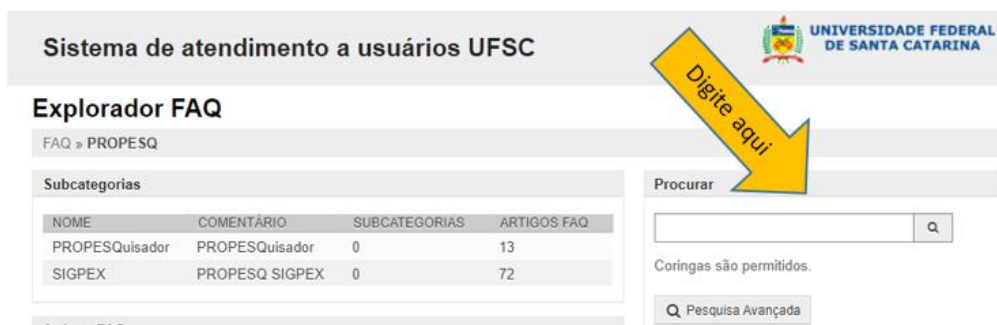 Sistema de atendimento a usuários UFSC
UNIVERSIDADE FEDERAL
DE SANTA CATARINA
Digite aqui
Explorador FAQ
FAQ » PROPESQ
Subcategorias
NOME COMENTÁRIO SUBCATEGORIAS ARTIGOS FAQ
PROPESQuisador PROPESQuisador 0 13
SIGPEX PROPESQ SIGPEX 0 72
Procurar
Coringas são permitidos.
Pesquisa Avançada